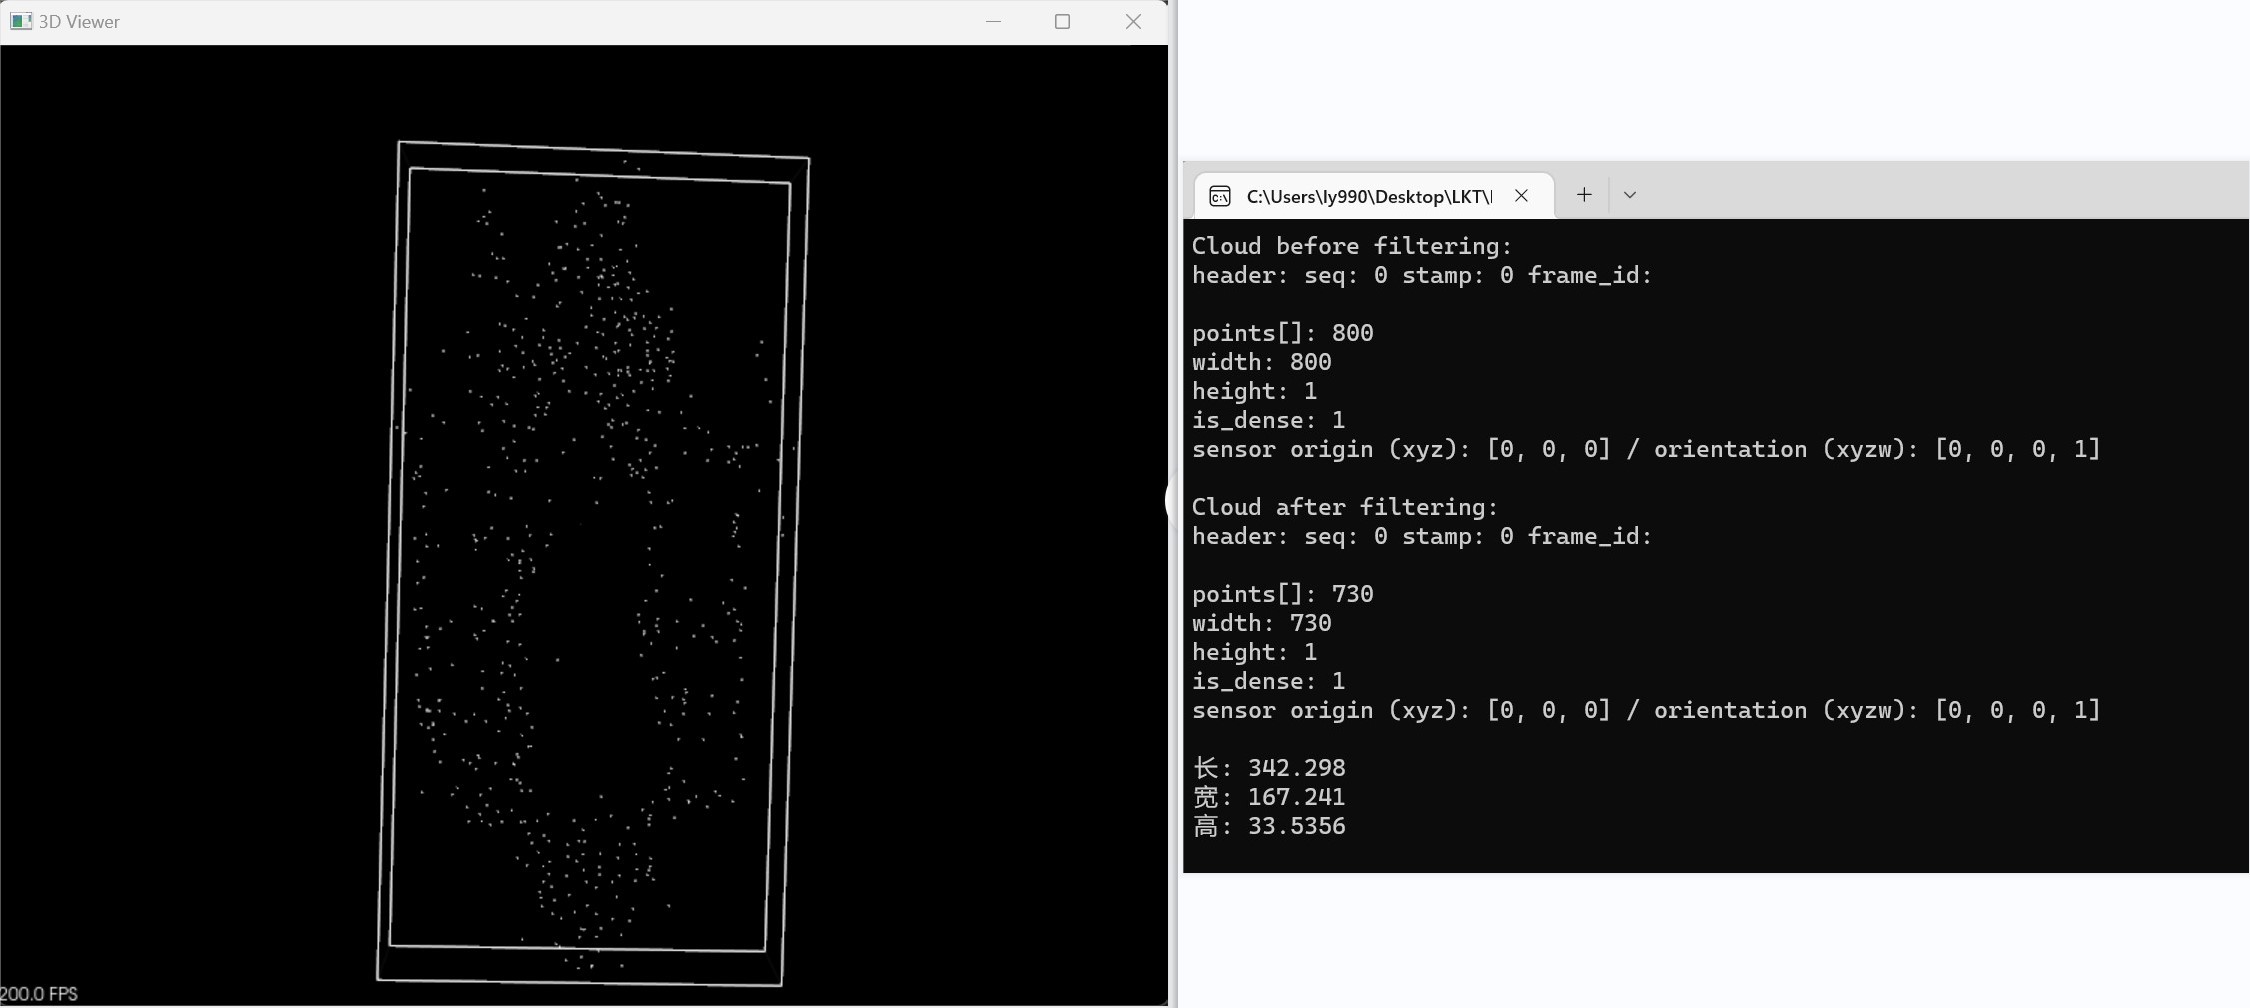 3D Viewer
200.0 FPS
C:\Users\ly990\Desktop\LKT\
Cloud before filtering:
header: seq: 0 stamp: 0 frame_id:
points[]: 800
width: 800
height: 1
is_dense: 1
sensor origin (xyz): [0, 0, 0] / orientation (xyzw): [0, 0, 0, 1]
Cloud after filtering:
header: seq: 0 stamp: 0 frame_id:
points[]: 730
width: 730
height: 1
is_dense: 1
sensor origin (xyz): [0, 0, 0] / orientation (xyzw): [0, 0, 0, 1]
长: 342.298
宽: 167.241
高: 33.5356